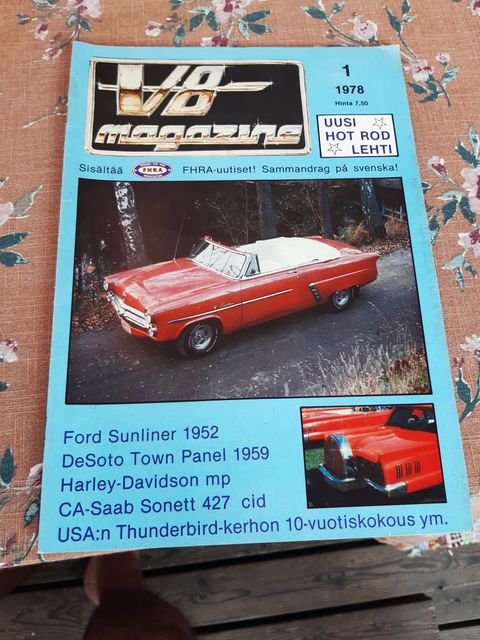 V8
magazine
1
1978
Hinta 7,50
UUSI
HOT ROD
LEHTI
Sisältää FHRA FHRA-uutiset! Sammandrag på svenska!
Ford Sunliner 1952
DeSoto Town Panel 1959
Harley-Davidson mp
CA-Saab Sonett 427 cid
USA:n Thunderbird-kerhon 10-vuotiskokous ym.